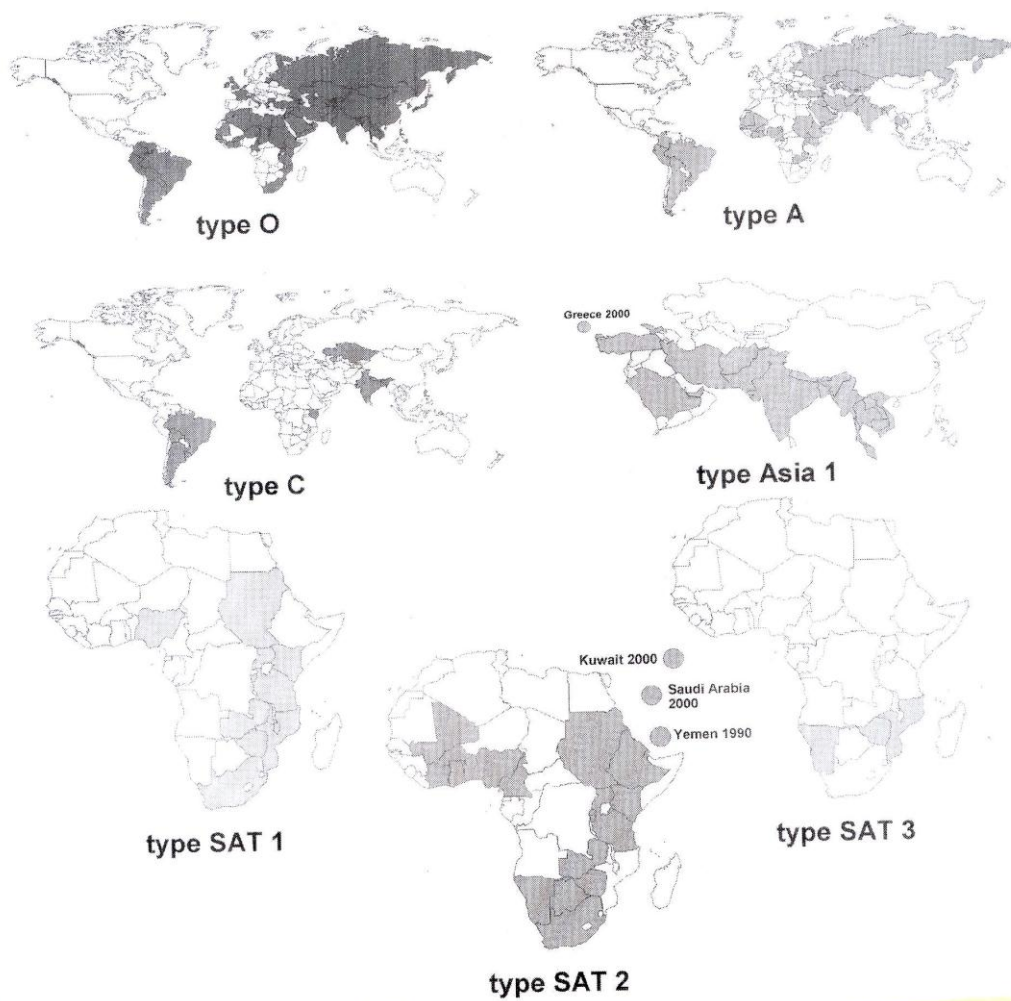 type O
type A
Greece 2000
type C
type Asia 1
Kuwait 2000
Saudi Arabia
2000
Yemen 1990
type SAT 1
type SAT 3
type SAT 2